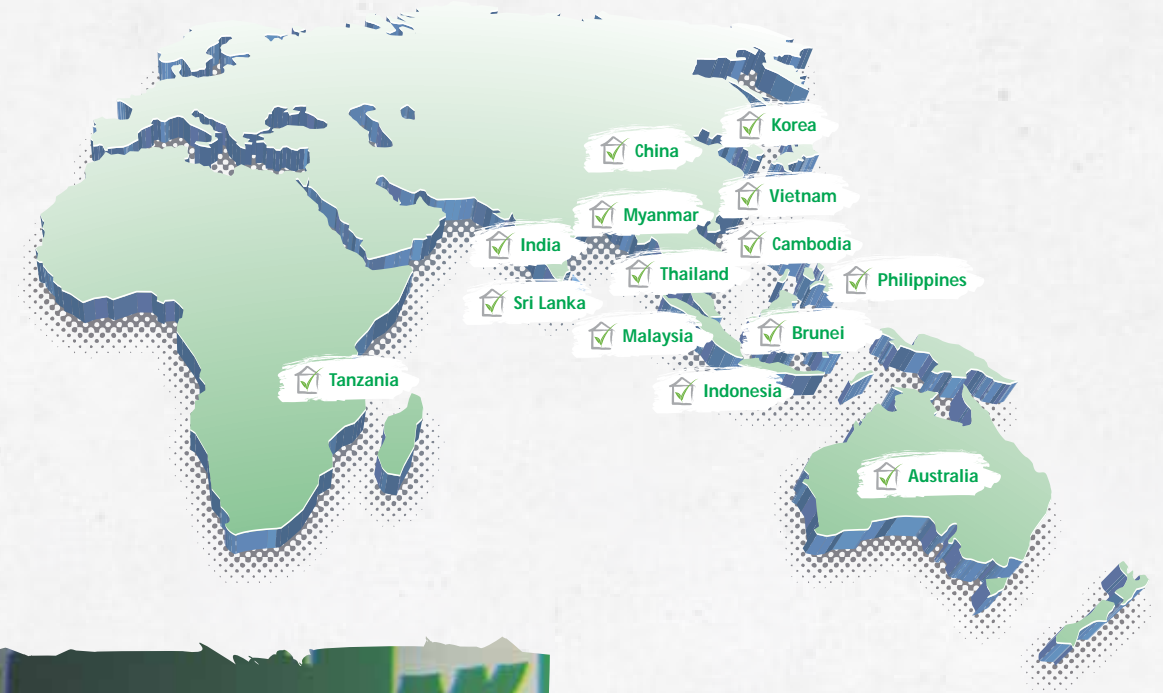 Korea
China
Vietnam
Myanmar
India
Cambodia
Thailand
Philippines
Sri Lanka
Malaysia
Brunei
Tanzania
Indonesia
Australia